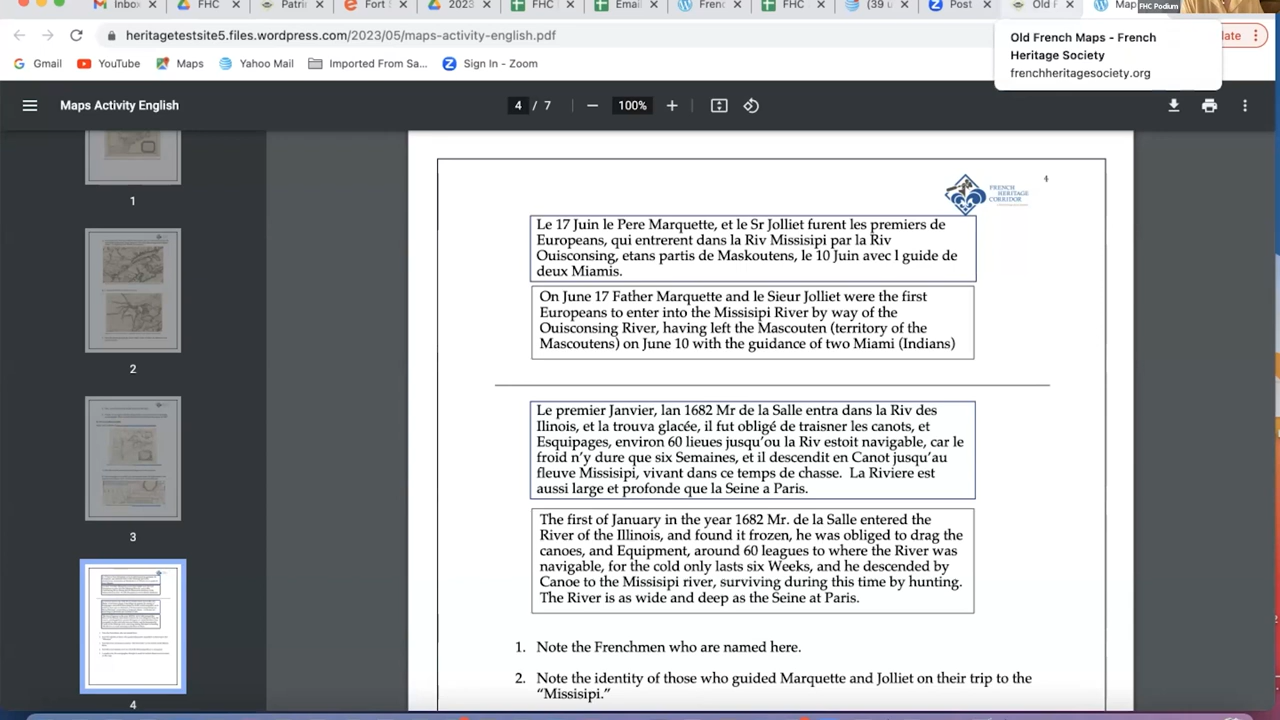 Inbo
FHC
Patrin
Fort
2023
FHC
Email
Frenc
FHC
(39 u
Post
Old F
Map
FHC Podium
heritagetestsite5.files.wordpress.com/2023/05/maps-activity-english.pdf
Old French Maps - French
Heritage Society
frenchheritagesociety.org
Gmail
YouTube
Maps
Yahoo Mail
Imported From Sa...
Sign In - Zoom
Maps Activity English
4 / 7
100%
1
2
3
4
4
FRENCH
HERITAGE
CORRIDOR
Le 17 Juin le Pere Marquette, et le Sr Jolliet furent les premiers de
Europeans, qui entrerent dans la Riv Missisipi par la Riv
Ouisconsing, etans partis de Maskoutens, le 10 Juin avec l guide de
deux Miamis.
On June 17 Father Marquette and le Sieur Jolliet were the first
Europeans to enter into the Missisipi River by way of the
Ouisconsing River, having left the Mascouten (territory of the
Mascoutens) on June 10 with the guidance of two Miami (Indians)
Le premier Janvier, lan 1682 Mr de la Salle entra dans la Riv des
Ilinois, et la trouva glacée, il fut obligé de traisner les canots, et
Esquipages, environ 60 lieues jusqu'ou la Riv estoit navigable, car le
froid n'y dure que six Semaines, et il descendit en Canot jusqu'au
fleuve Missisipi, vivant dans ce temps de chasse. La Riviere est
aussi large et profonde que la Seine a Paris.
The first of January in the year 1682 Mr. de la Salle entered the
River of the Illinois, and found it frozen, he was obliged to drag the
canoes, and Equipment, around 60 leagues to where the River was
navigable, for the cold only lasts six Weeks, and he descended by
Canoe to the Missisipi river, surviving during this time by hunting.
The River is as wide and deep as the Seine at Paris.
1. Note the Frenchmen who are named here.
2. Note the identity of those who guided Marquette and Jolliet on their trip to the
"Missisipi."